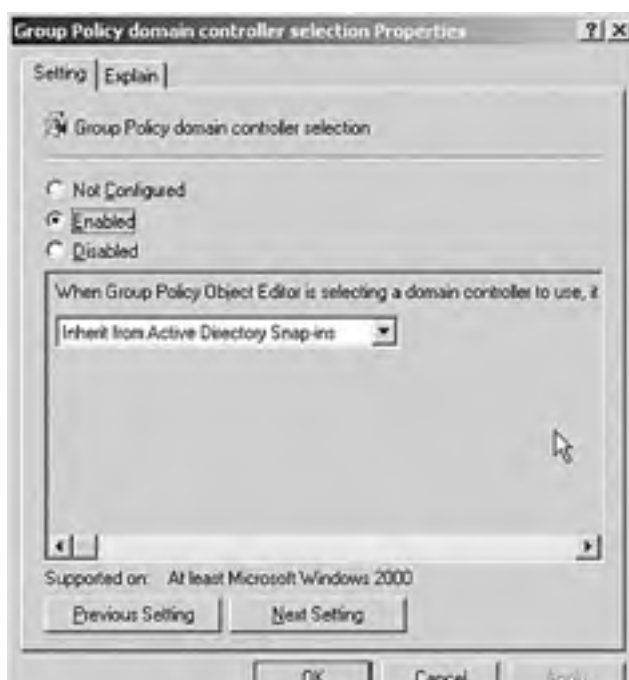 Group Policy domain controller selection Properties
Setting
Explain
Group Policy domain controller selection
Not Configured
Enabled
Disabled
When Group Policy Object Editor is selecting a domain controller to use, it
Inherit from Active Directory Snap-ins
Supported on: At least Microsoft Windows 2000
Previous Setting
Next Setting
OK
Cancel
Apply